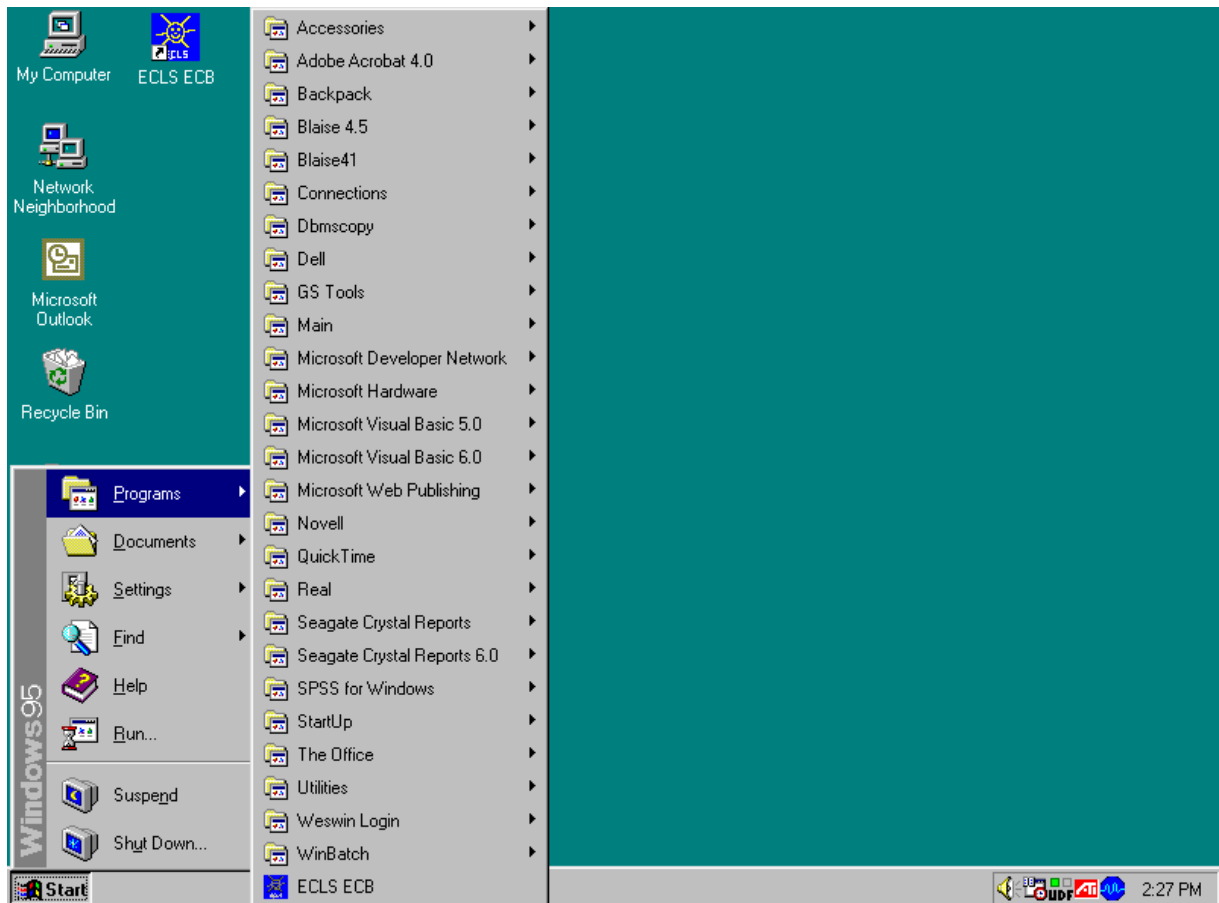 My Computer
ECLS
ECLS ECB
Network
Neighborhood
Microsoft
Outlook
Recycle Bin
Programs
Documents
Settings
Find
Help
Run...
Suspend
Shut Down...
Windows95
Accessories
Adobe Acrobat 4.0
Backpack
Blaise 4.5
Blaise41
Connections
Dbmscopy
Dell
GS Tools
Main
Microsoft Developer Network
Microsoft Hardware
Microsoft Visual Basic 5.0
Microsoft Visual Basic 6.0
Microsoft Web Publishing
Novell
QuickTime
Real
Seagate Crystal Reports
Seagate Crystal Reports 6.0
SPSS for Windows
StartUp
The Office
Utilities
Weswin Login
WinBatch
ECLS ECB
Start
UDF
ATI
2:27 PM